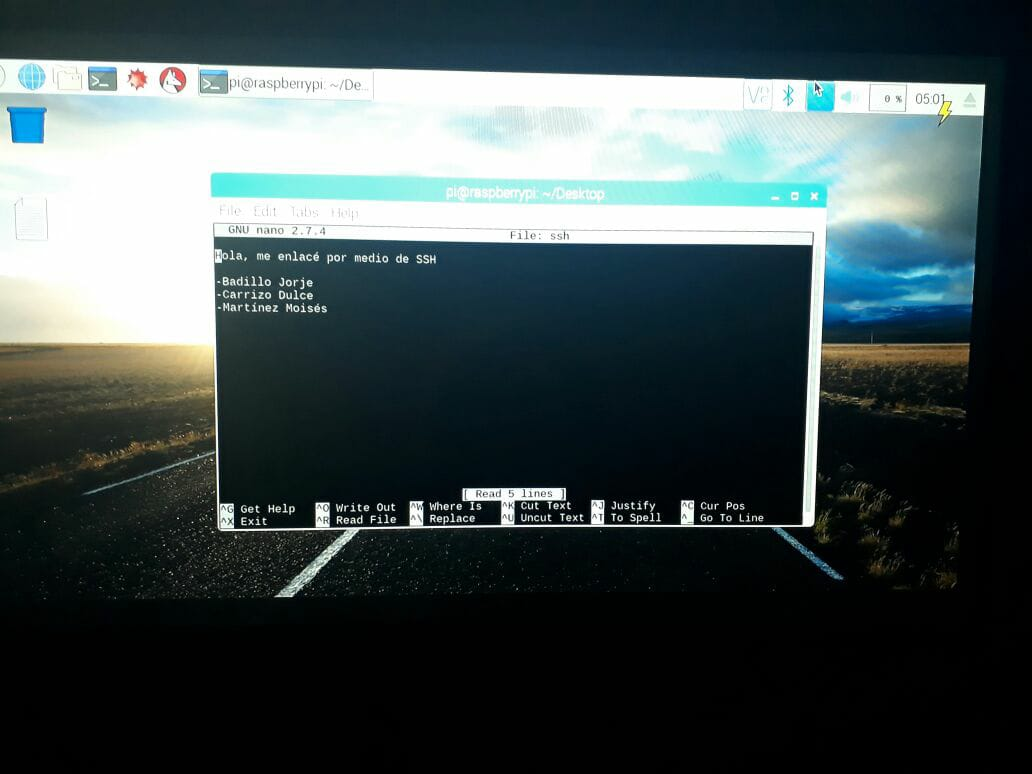 pi@raspberrypi: ~/De...
0 %
05:01
pi@raspberrypi: ~/Desktop
File Edit Tabs Help
GNU nano 2.7.4 File: ssh
Hola, me enlacé por medio de SSH
-Badillo Jorje
-Carrizo Dulce
-Martínez Moisés
[ Read 5 lines ]
^G Get Help ^O Write Out ^W Where Is ^K Cut Text ^J Justify ^C Cur Pos
^X Exit ^R Read File ^\ Replace ^U Uncut Text ^T To Spell ^_ Go To Line